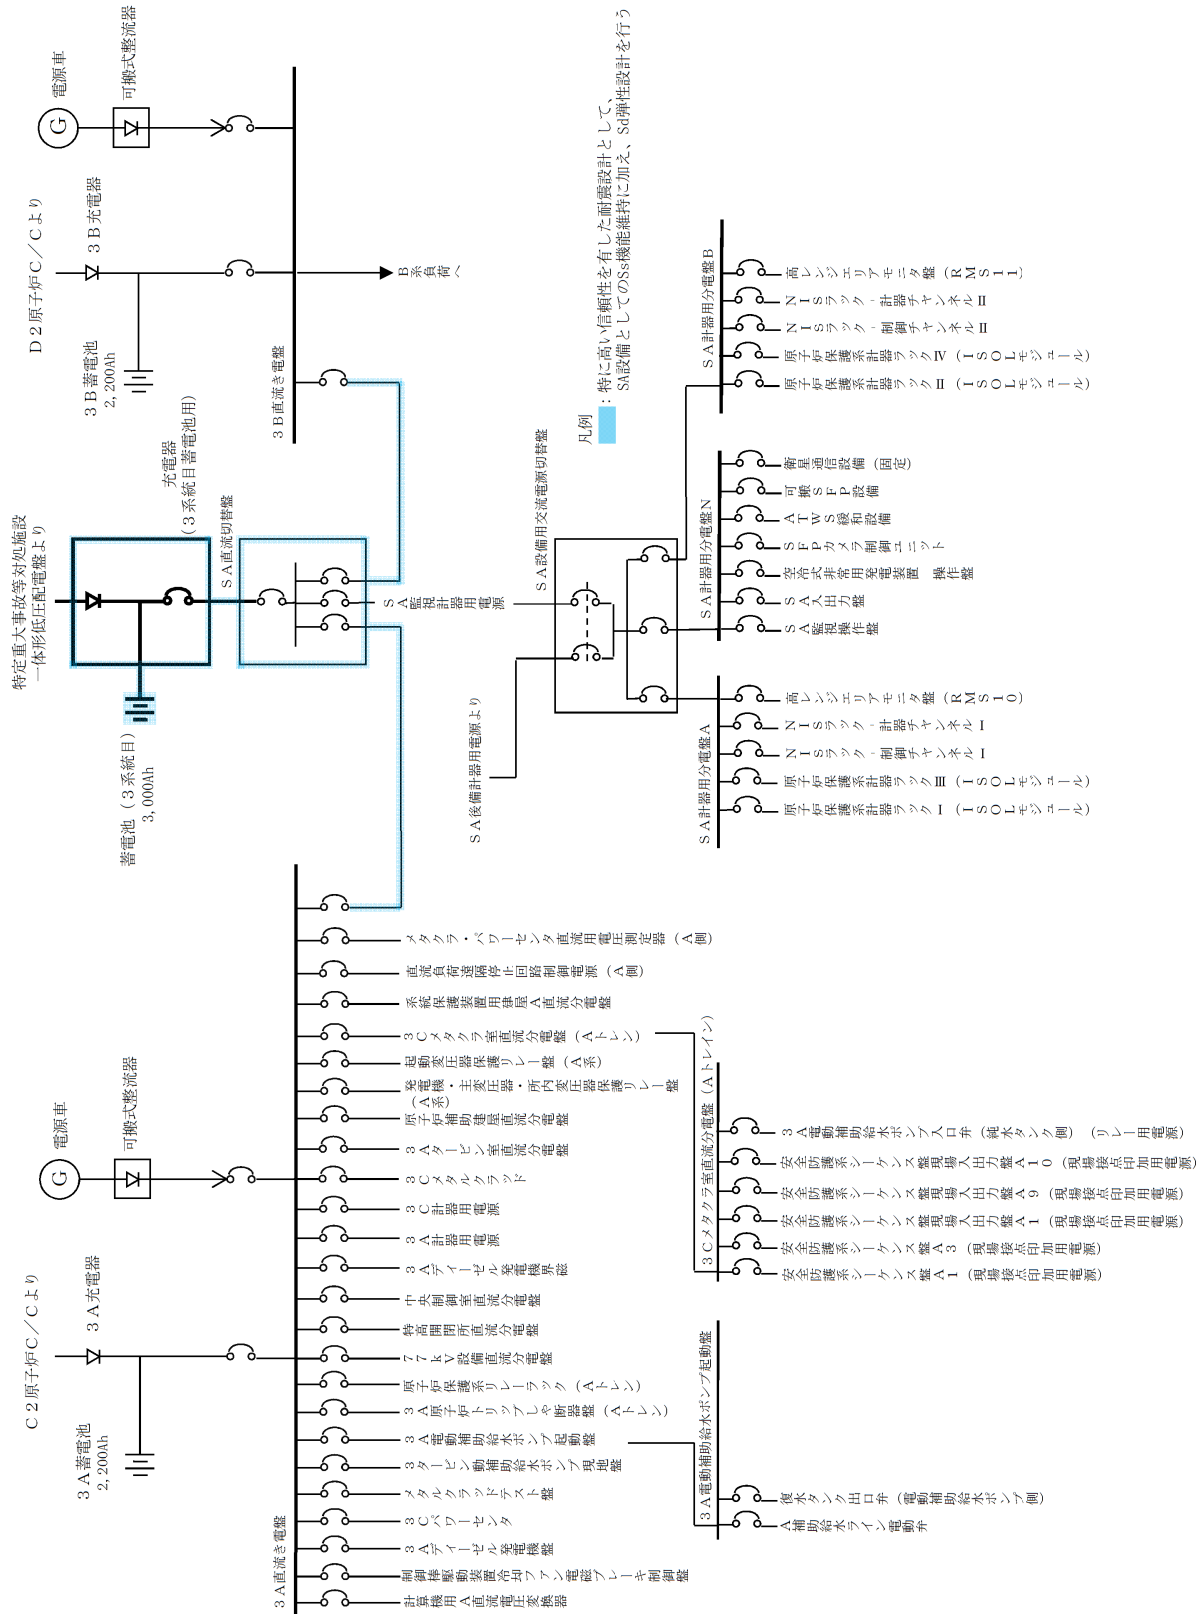 Ｃ２原子炉Ｃ／Ｃより
３Ａ充電器
３Ａ蓄電池
2,200Ah
電源車
G
可搬式整流器
特定重大事故等対処施設
一体形低圧配電盤より
充電器
（３系統目蓄電池用）
蓄電池（３系統目）
3,000Ah
ＳＡ直流切替盤
Ｄ２原子炉Ｃ／Ｃより
３Ｂ充電器
３Ｂ蓄電池
2,200Ah
電源車
G
可搬式整流器
３Ａ直流き電盤
３Ｂ直流き電盤
計算機用Ａ直流電圧変換器
制御棒駆動装置冷却ファン電磁ブレーキ制御盤
３Ａディーゼル発電機盤
３Ｃパワーセンタ
メタルクラッドテスト盤
３タービン動補助給水ポンプ現地盤
３Ａ電動補助給水ポンプ起動盤
３Ａ原子炉トリップしゃ断器盤（Ａトレン）
原子炉保護系リレーラック（Ａトレン）
７７ｋＶ設備直流分電盤
特高開閉所直流分電盤
中央制御室直流分電盤
３Ａディーゼル発電機界磁
３Ａ計器用電源
３Ｃ計器用電源
３Ｃメタルクラッド
３Ａタービン室直流分電盤
原子炉補助建屋直流分電盤
発電機・主変圧器・所内変圧器保護リレー盤
（Ａ系）
起動変圧器保護リレー盤（Ａ系）
３Ｃメタクラ室直流分電盤（Ａトレン）
系統保護装置用建屋Ａ直流分電盤
直流負荷遠隔停止回路制御電源（Ａ側）
メタクラ・パワーセンタ直流用電圧測定器（Ａ側）
ＳＡ監視計器用電源
Ｂ系負荷へ
ＳＡ後備計器用電源より
ＳＡ設備用交流電源切替盤
凡例
：特に高い信頼性を有した耐震設計として、
SA設備としてのSs機能維持に加え、Sd弾性設計を行う
３Ａ電動補助給水ポンプ起動盤
Ａ補助給水ライン電動弁
復水タンク出口弁（電動補助給水ポンプ側）
３Ｃメタクラ室直流分電盤（Ａトレイン）
安全防護系シーケンス盤Ａ１（現場接点印加用電源）
安全防護系シーケンス盤Ａ３（現場接点印加用電源）
安全防護系シーケンス盤現場入出力盤Ａ１（現場接点印加用電源）
安全防護系シーケンス盤現場入出力盤Ａ９（現場接点印加用電源）
安全防護系シーケンス盤現場入出力盤Ａ１０（現場接点印加用電源）
３Ａ電動補助給水ポンプ入口弁（純水タンク側）（リレー用電源）
ＳＡ計器用分電盤Ａ
原子炉保護系計器ラックⅠ（ＩＳＯＬモジュール）
原子炉保護系計器ラックⅢ（ＩＳＯＬモジュール）
ＮＩＳラック‐制御チャンネルⅠ
ＮＩＳラック‐計器チャンネルⅠ
高レンジエリアモニタ盤（ＲＭＳ１０）
ＳＡ計器用分電盤Ｎ
ＳＡ監視操作盤
ＳＡ入出力盤
空冷式非常用発電装置　操作盤
ＳＦＰカメラ制御ユニット
ＡＴＷＳ緩和設備
可搬ＳＦＰ設備
衛星通信設備（固定）
ＳＡ計器用分電盤Ｂ
原子炉保護系計器ラックⅡ（ＩＳＯＬモジュール）
原子炉保護系計器ラックⅣ（ＩＳＯＬモジュール）
ＮＩＳラック‐制御チャンネルⅡ
ＮＩＳラック‐計器チャンネルⅡ
高レンジエリアモニタ盤（ＲＭＳ１１）